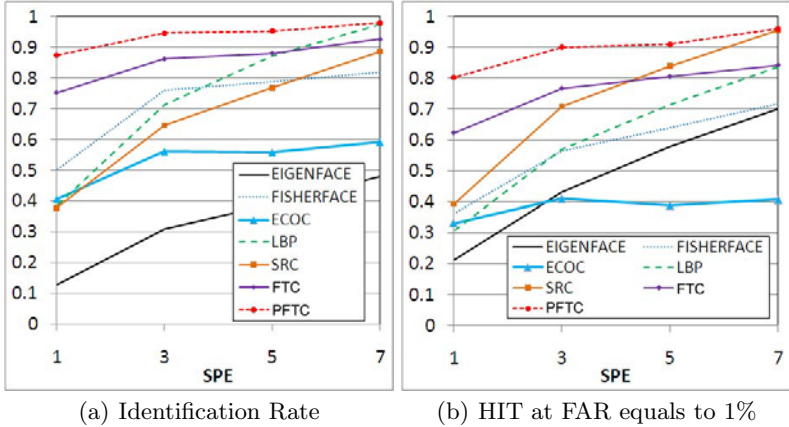 1
0.9
0.8
0.7
0.6
0.5
0.4
0.3
0.2
0.1
0
EIGENFACE
FISHERFACE
ECOC
LBP
SRC
FTC
PFTC
1 3 5 7
SPE
(a) Identification Rate
1
0.9
0.8
0.7
0.6
0.5
0.4
0.3
0.2
0.1
0
EIGENFACE FISHERFACE
ECOC LBP
SRC FTC
PFTC
1 3 5 7
SPE
(b) HIT at FAR equals to 1%